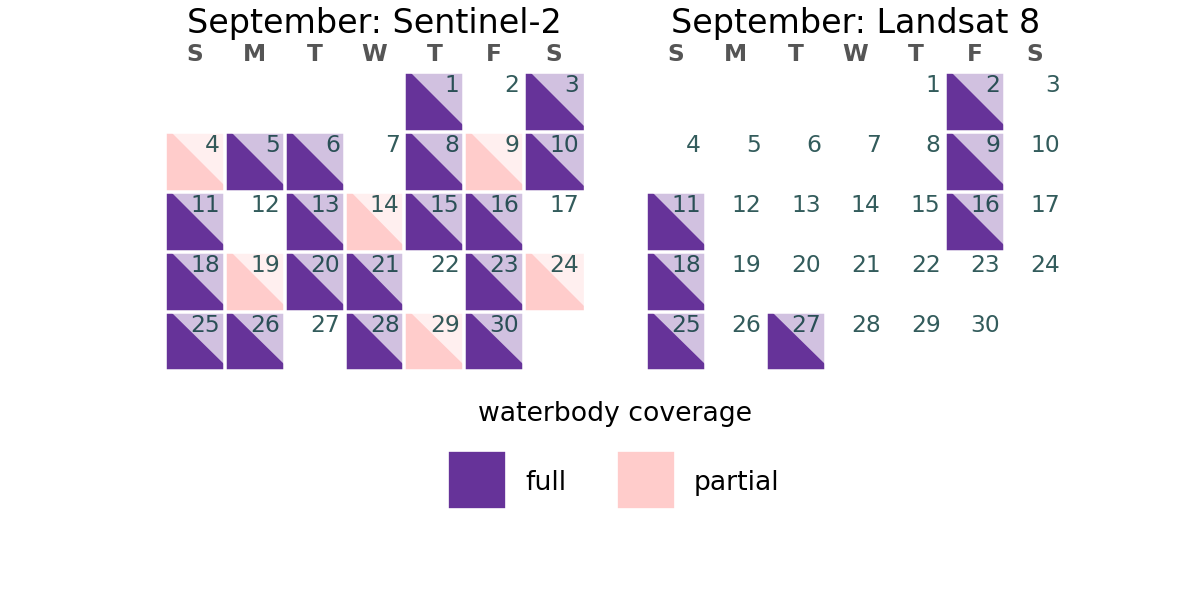 September: Sentinel-2
S M T W T F S
1 2 3
4 5 6 7 8 9 10
11 12 13 14 15 16 17
18 19 20 21 22 23 24
25 26 27 28 29 30
September: Landsat 8
S M T W T F S
1 2 3
4 5 6 7 8 9 10
11 12 13 14 15 16 17
18 19 20 21 22 23 24
25 26 27 28 29 30
waterbody coverage
full partial